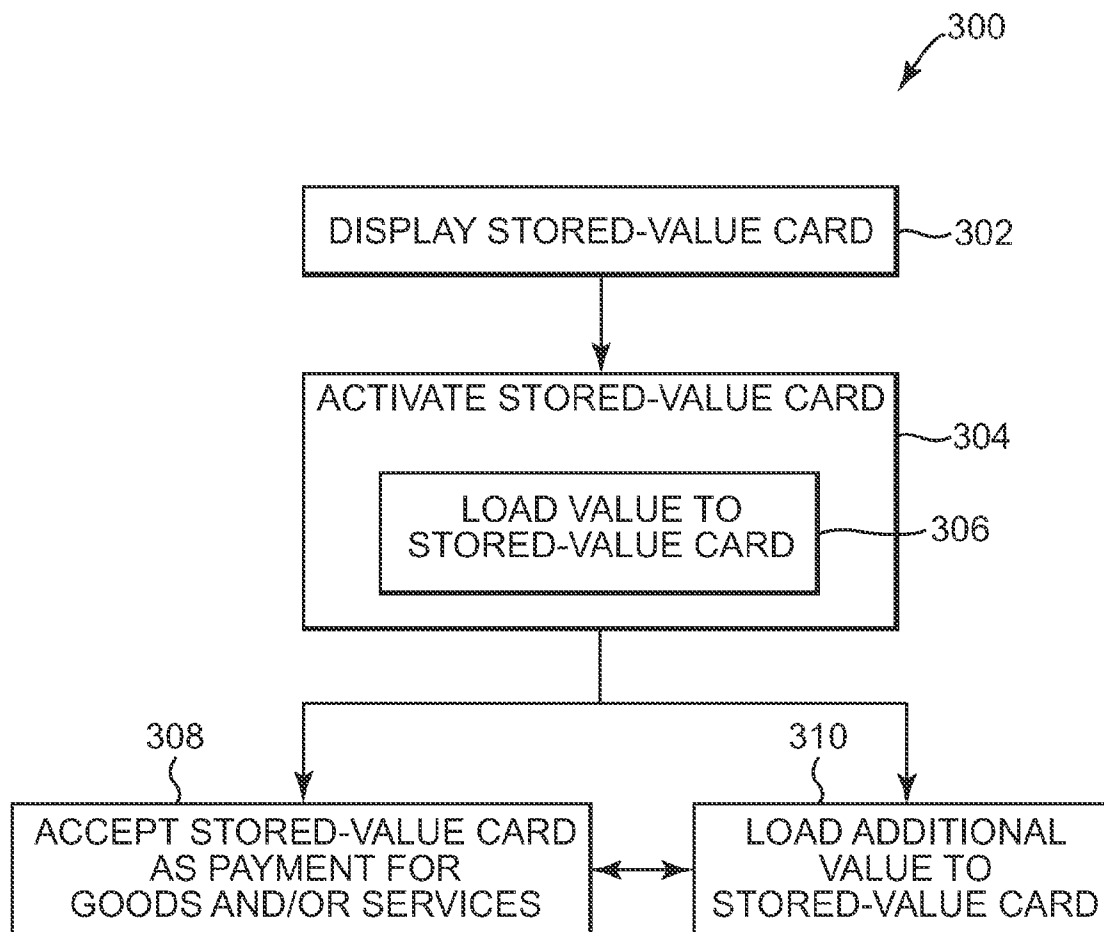 300
DISPLAY STORED-VALUE CARD
302
ACTIVATE STORED-VALUE CARD
304
LOAD VALUE TO
STORED-VALUE CARD
306
308
310
ACCEPT STORED-VALUE CARD
AS PAYMENT FOR
GOODS AND/OR SERVICES
LOAD ADDITIONAL
VALUE TO
STORED-VALUE CARD